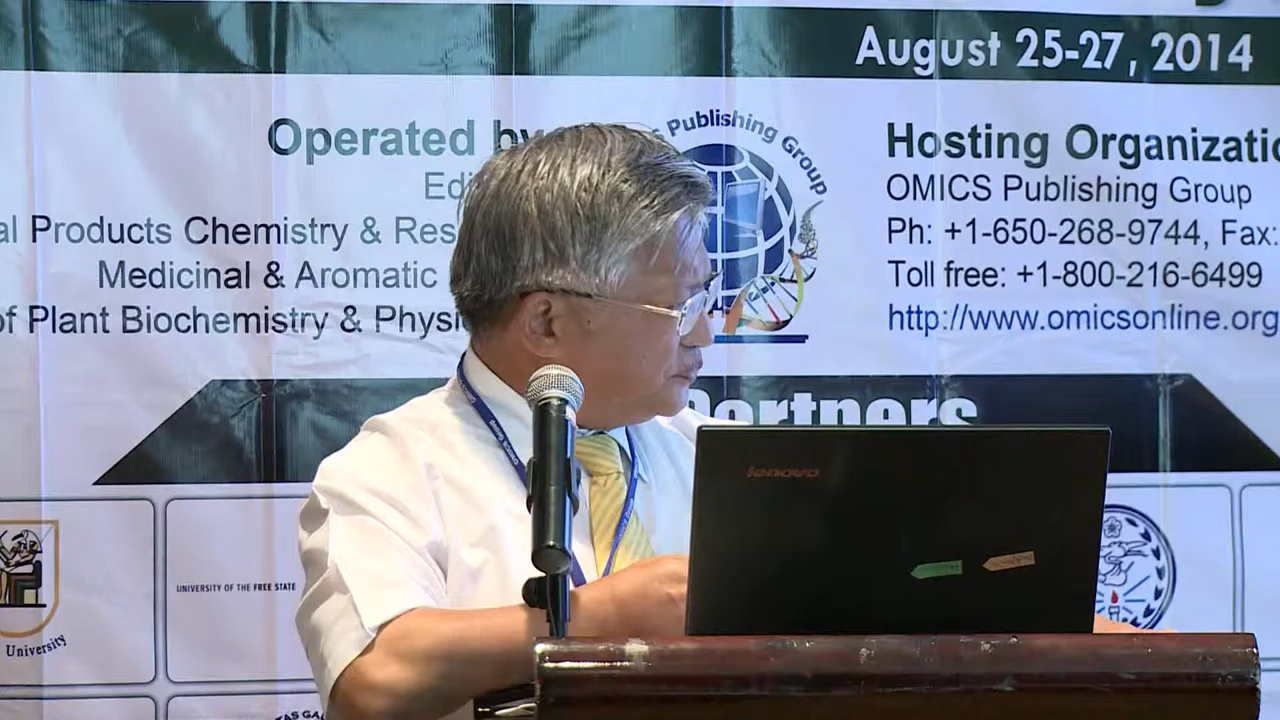 August 25-27, 2014
Operated by
Publishing Group
Edi
al Products Chemistry & Res
Medicinal & Aromatic
of Plant Biochemistry & Physi
Hosting Organizatio
OMICS Publishing Group
Ph: +1-650-268-9744, Fax:
Toll free: +1-800-216-6499
http://www.omicsonline.org
Partners
lenovo
UNIVERSITY OF THE FREE STATE
University